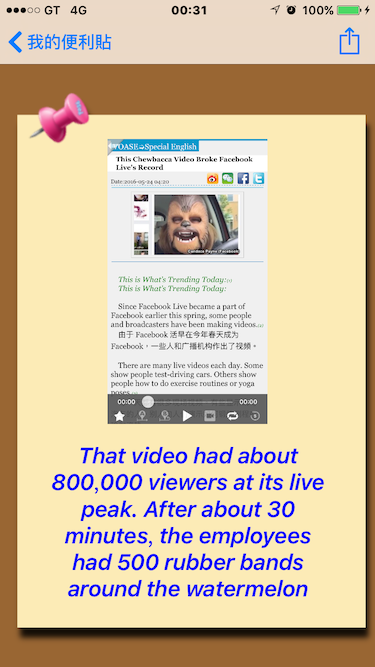 GT 4G 00:31 100%
我的便利貼
VOASE Special English
This Chewbacca Video Broke Facebook
Live's Record
Date:2016-05-24 04:20
Candace Payne (Facebook)
This is What's Trending Today:
This is What's Trending Today:
Since Facebook Live became a part of
Facebook earlier this spring, some people
and broadcasters have been making videos.
由于 Facebook 活早在今年春天成为
Facebook，一些人和广播机构作出了视频。
There are many live videos each day. Some
show people test-driving cars. Others show
people how to do exercise routines or yoga
poses.
00:00 00:00
That video had about
800,000 viewers at its live
peak. After about 30
minutes, the employees
had 500 rubber bands
around the watermelon